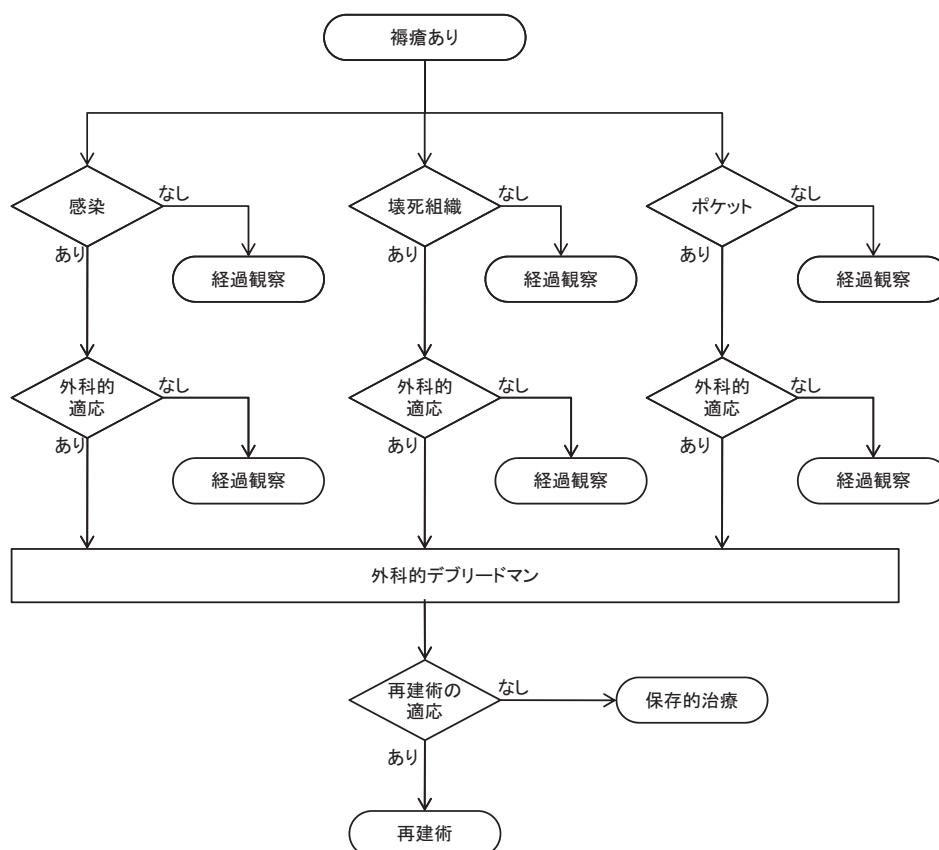 褥瘡あり
感染
なし
壊死組織
なし
ポケット
なし
あり
経過観察
あり
経過観察
あり
経過観察
外科的
適応
なし
外科的
適応
なし
外科的
適応
なし
あり
経過観察
あり
経過観察
あり
経過観察
外科的デブリードマン
再建術の
適応
なし
保存的治療
あり
再建術